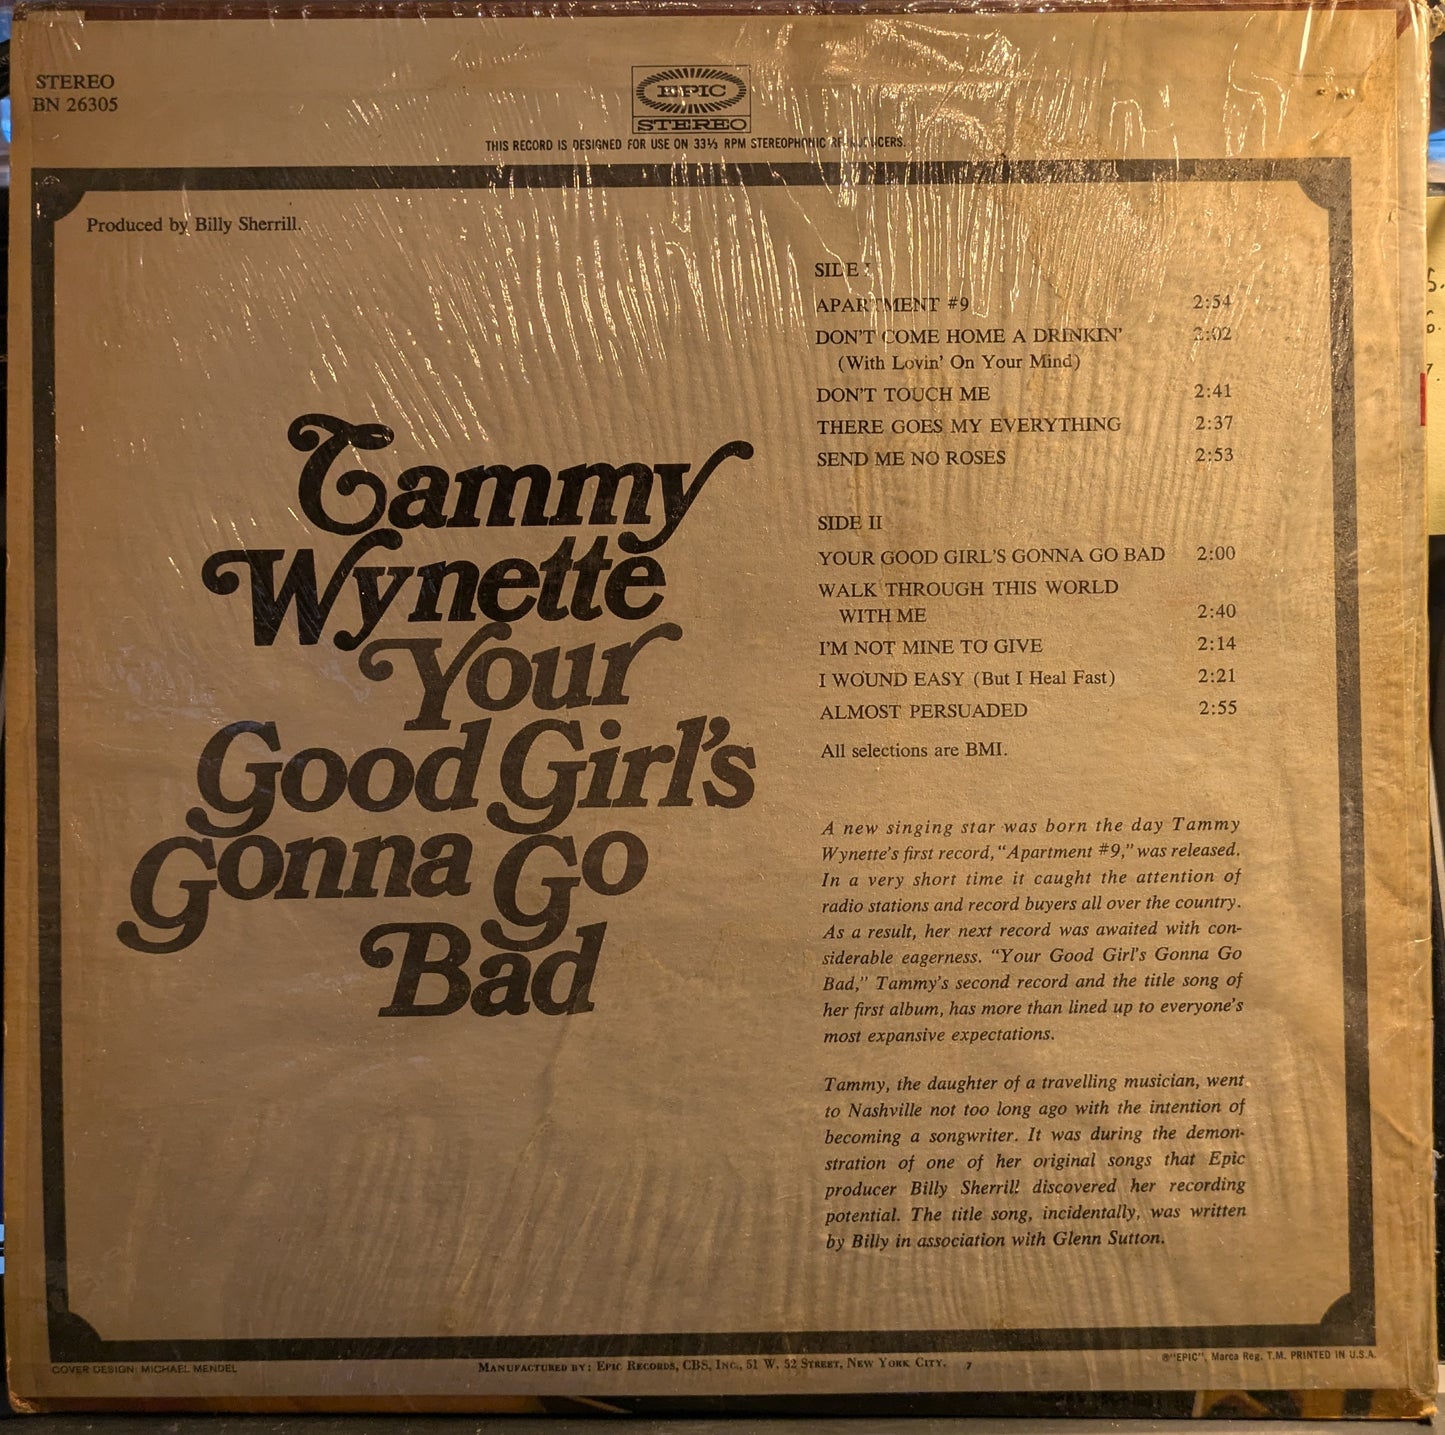 STEREO
BN 26305
EPIC
STEREO
THIS RECORD IS DESIGNED FOR USE ON 33⅓ RPM STEREOPHONIC REPRODUCERS.
Produced by Billy Sherrill.
Tammy
Wynette
Your
Good Girl's
Gonna Go
Bad
SIDE I
APARTMENT #9 2:54
DON'T COME HOME A DRINKIN' 2:02
(With Lovin' On Your Mind)
DON'T TOUCH ME 2:41
THERE GOES MY EVERYTHING 2:37
SEND ME NO ROSES 2:53
SIDE II
YOUR GOOD GIRL'S GONNA GO BAD 2:00
WALK THROUGH THIS WORLD
WITH ME 2:40
I'M NOT MINE TO GIVE 2:14
I WOUND EASY (But I Heal Fast) 2:21
ALMOST PERSUADED 2:55
All selections are BMI.
A new singing star was born the day Tammy
Wynette's first record, "Apartment #9," was released.
In a very short time it caught the attention of
radio stations and record buyers all over the country.
As a result, her next record was awaited with con-
siderable eagerness. "Your Good Girl's Gonna Go
Bad," Tammy's second record and the title song of
her first album, has more than lined up to everyone's
most expansive expectations.
Tammy, the daughter of a travelling musician, went
to Nashville not too long ago with the intention of
becoming a songwriter. It was during the demon-
stration of one of her original songs that Epic
producer Billy Sherrill discovered her recording
potential. The title song, incidentally, was written
by Billy in association with Glenn Sutton.
COVER DESIGN: MICHAEL MENDEL
MANUFACTURED BY: EPIC RECORDS, CBS, INC., 51 W. 52 STREET, NEW YORK CITY. 7
®"EPIC", Marca Reg. T.M. PRINTED IN U.S.A.